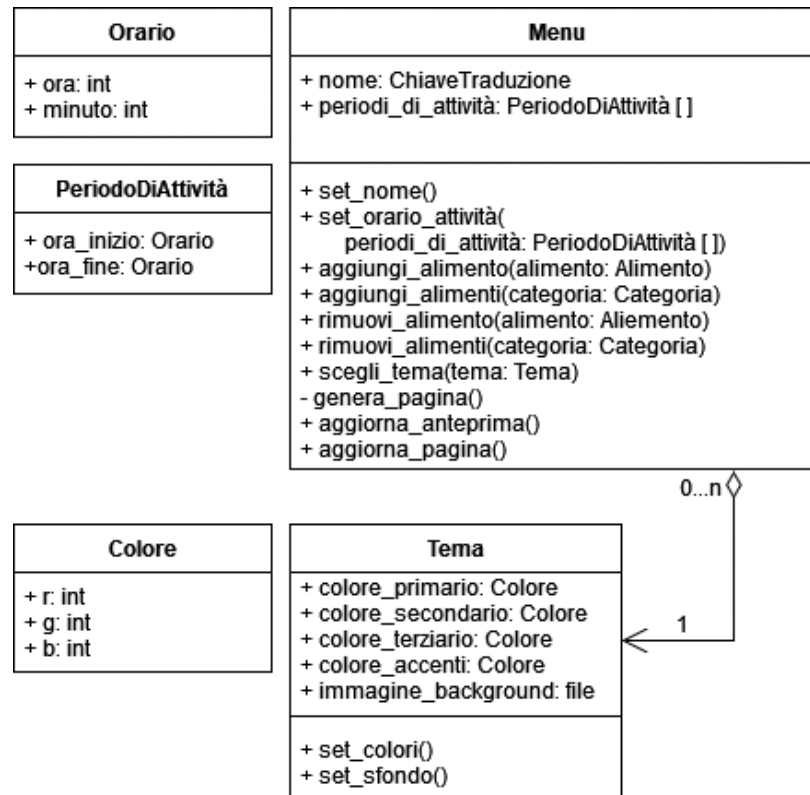 Orario
+ ora: int
+ minuto: int
PeriodoDiAttività
+ ora_inizio: Orario
+ora_fine: Orario
Menu
+ nome: ChiaveTraduzione
+ periodi_di_attività: PeriodoDiAttività [ ]
+ set_nome()
+ set_orario_attività(
periodi_di_attività: PeriodoDiAttività [ ])
+ aggiungi_alimento(alimento: Alimento)
+ aggiungi_alimenti(categoria: Categoria)
+ rimuovi_alimento(alimento: Aliemento)
+ rimuovi_alimenti(categoria: Categoria)
+ scegli_tema(tema: Tema)
- genera_pagina()
+ aggiorna_anteprima()
+ aggiorna_pagina()
0...n
1
Colore
+ r: int
+ g: int
+ b: int
Tema
+ colore_primario: Colore
+ colore_secondario: Colore
+ colore_terziario: Colore
+ colore_accenti: Colore
+ immagine_background: file
+ set_colori()
+ set_sfondo()